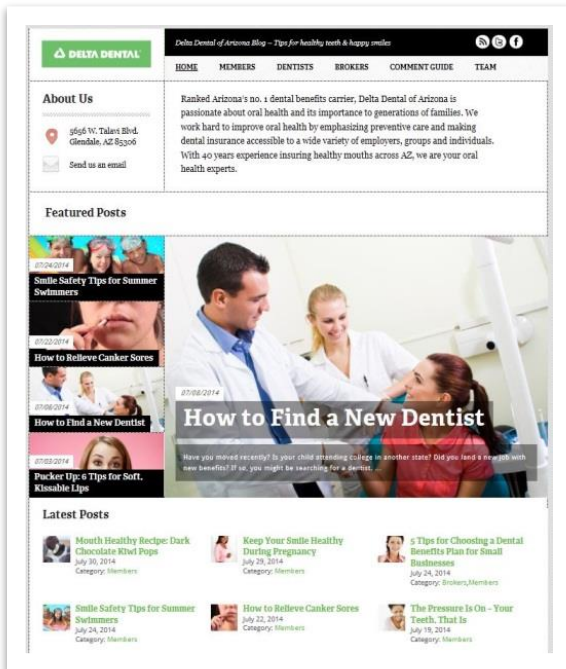 DELTA DENTAL
Delta Dental of Arizona Blog – Tips for healthy teeth & happy smiles
HOME MEMBERS DENTISTS BROKERS COMMENT GUIDE TEAM
About Us
5656 W. Talavi Blvd.
Glendale, AZ 85306
Send us an email
Ranked Arizona's no. 1 dental benefits carrier, Delta Dental of Arizona is
passionate about oral health and its importance to generations of families. We
work hard to improve oral health by emphasizing preventive care and making
dental insurance accessible to a wide variety of employers, groups and individuals.
With 40 years experience insuring healthy mouths across AZ, we are your oral
health experts.
Featured Posts
07/24/2014
Smile Safety Tips for Summer
Swimmers
07/22/2014
How to Relieve Canker Sores
07/08/2014
How to Find a New Dentist
07/03/2014
Pucker Up: 6 Tips for Soft,
Kissable Lips
07/08/2014
How to Find a New Dentist
Have you moved recently? Is your child attending college in another state? Did you land a new job with
new benefits? If so, you might be searching for a dentist. ...
Latest Posts
Mouth Healthy Recipe: Dark
Chocolate Kiwi Pops
July 30, 2014
Category: Members
Keep Your Smile Healthy
During Pregnancy
July 29, 2014
Category: Members
5 Tips for Choosing a Dental
Benefits Plan for Small
Businesses
July 24, 2014
Category: Brokers,Members
Smile Safety Tips for Summer
Swimmers
July 24, 2014
Category: Members
How to Relieve Canker Sores
July 22, 2014
Category: Members
The Pressure Is On – Your
Teeth, That Is
July 19, 2014
Category: Members